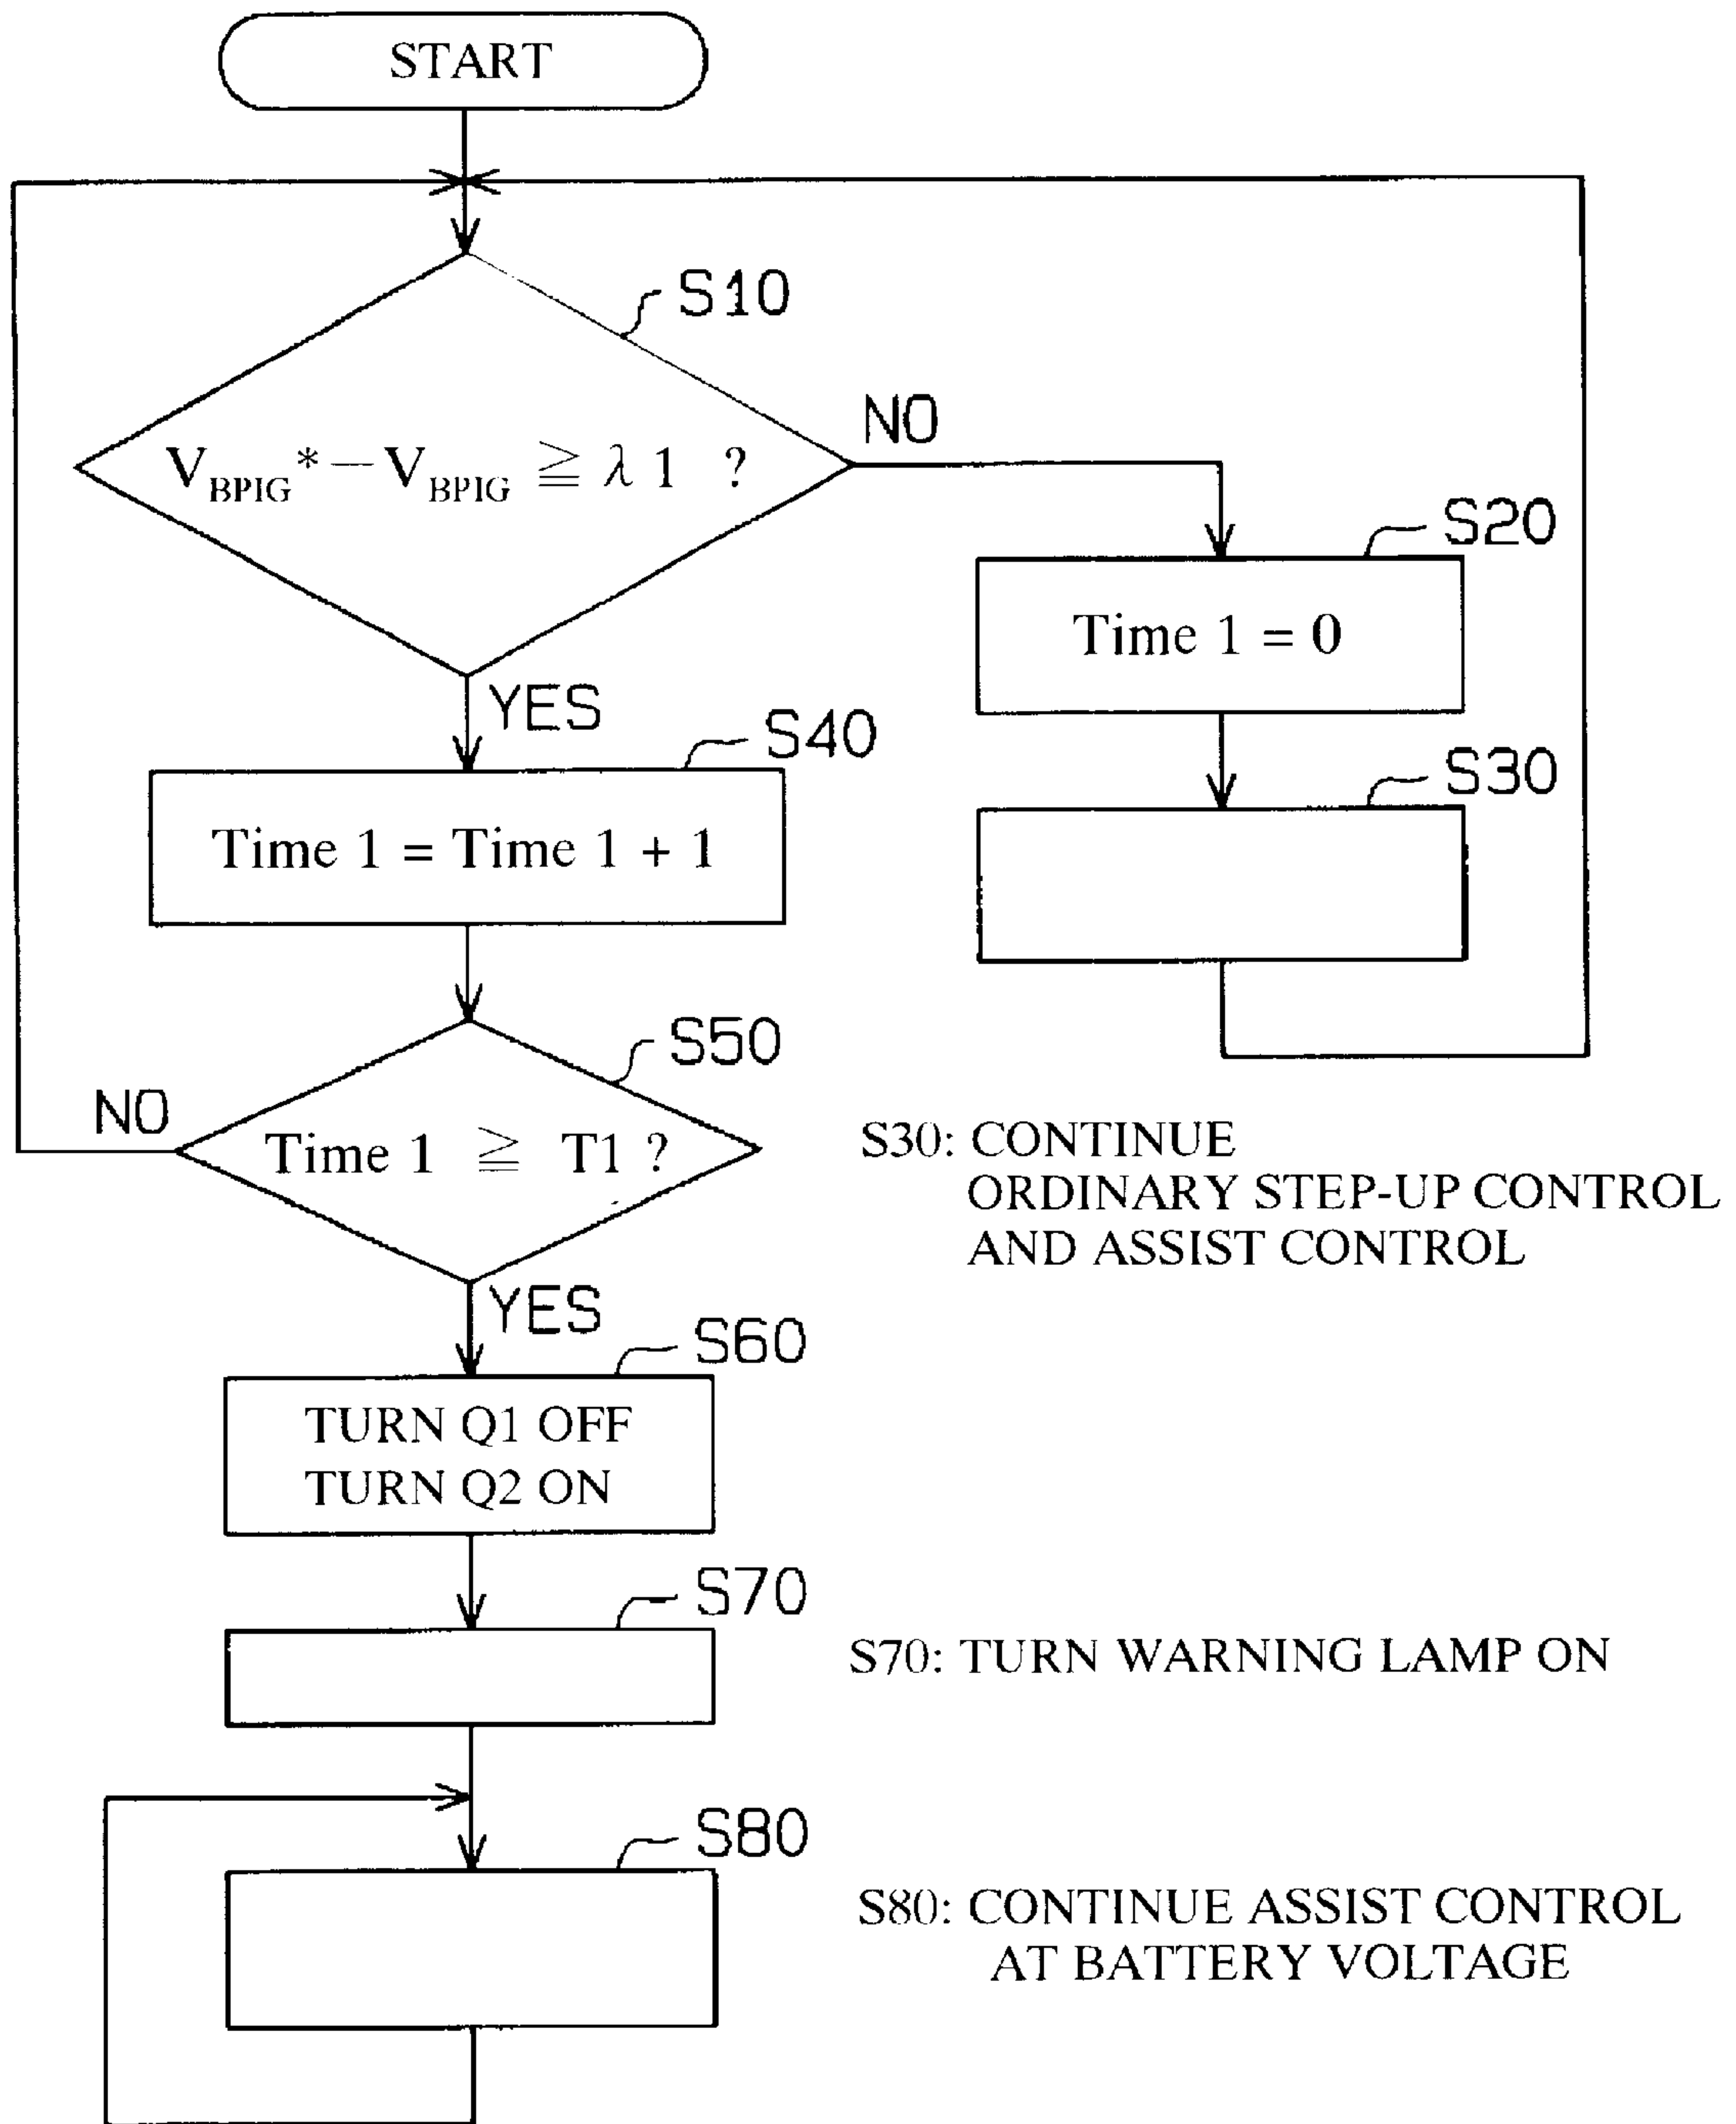 START
S10
V_BPIG* − V_BPIG ≧ λ 1 ?
NO
S20
Time 1 = 0
YES
S40
S30
Time 1 = Time 1 + 1
S50
NO
Time 1 ≧ T1 ?
S30: CONTINUE
ORDINARY STEP-UP CONTROL
AND ASSIST CONTROL
YES
S60
TURN Q1 OFF
TURN Q2 ON
S70
S70: TURN WARNING LAMP ON
S80
S80: CONTINUE ASSIST CONTROL
AT BATTERY VOLTAGE